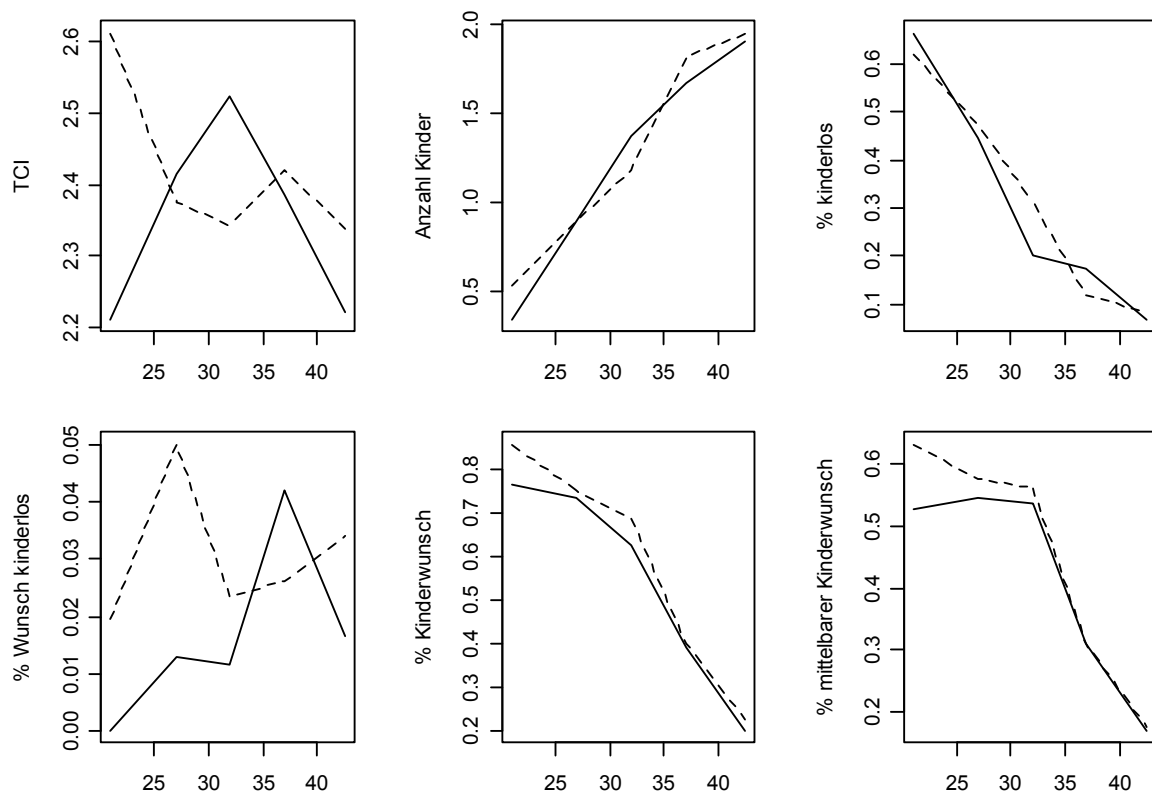 TCI
2.2 2.3 2.4 2.5 2.6
25 30 35 40
Anzahl Kinder
0.5 1.0 1.5 2.0
25 30 35 40
% kinderlos
0.1 0.2 0.3 0.4 0.5 0.6
25 30 35 40
% Wunsch kinderlos
0.00 0.01 0.02 0.03 0.04 0.05
25 30 35 40
% Kinderwunsch
0.2 0.3 0.4 0.5 0.6 0.7 0.8
25 30 35 40
% mittelbarer Kinderwunsch
0.2 0.3 0.4 0.5 0.6
25 30 35 40